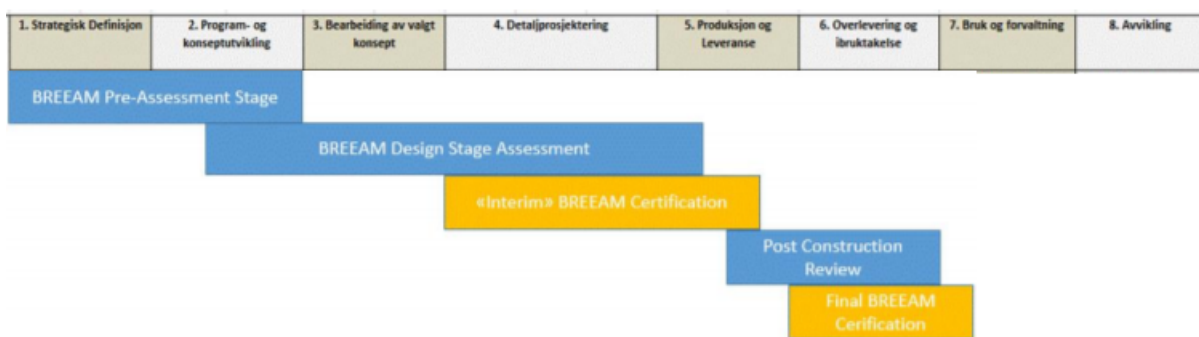 1. Strategisk Definisjon
2. Program- og
konseptutvikling
3. Bearbeiding av valgt
konsept
4. Detaljprosjektering
5. Produksjon og
Leveranse
6. Overlevering og
ibruktakelse
7. Bruk og forvaltning
8. Avvikling
BREEAM Pre-Assessment Stage
BREEAM Design Stage Assessment
«Interim» BREEAM Certification
Post Construction
Review
Final BREEAM
Cerification